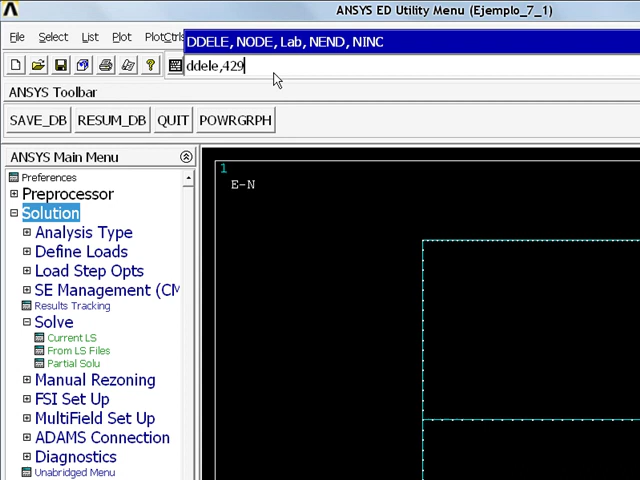 ANSYS ED Utility Menu (Ejemplo_7_1)
File Select List Plot PlotCtrls
DDELE, NODE, Lab, NEND, NINC
ddele,429
ANSYS Toolbar
SAVE_DB RESUM_DB QUIT POWRGRPH
ANSYS Main Menu
Preferences
Preprocessor
Solution
Analysis Type
Define Loads
Load Step Opts
SE Management (CM
Results Tracking
Solve
Current LS
From LS Files
Partial Solu
Manual Rezoning
FSI Set Up
MultiField Set Up
ADAMS Connection
Diagnostics
Unabridged Menu
1
E-N